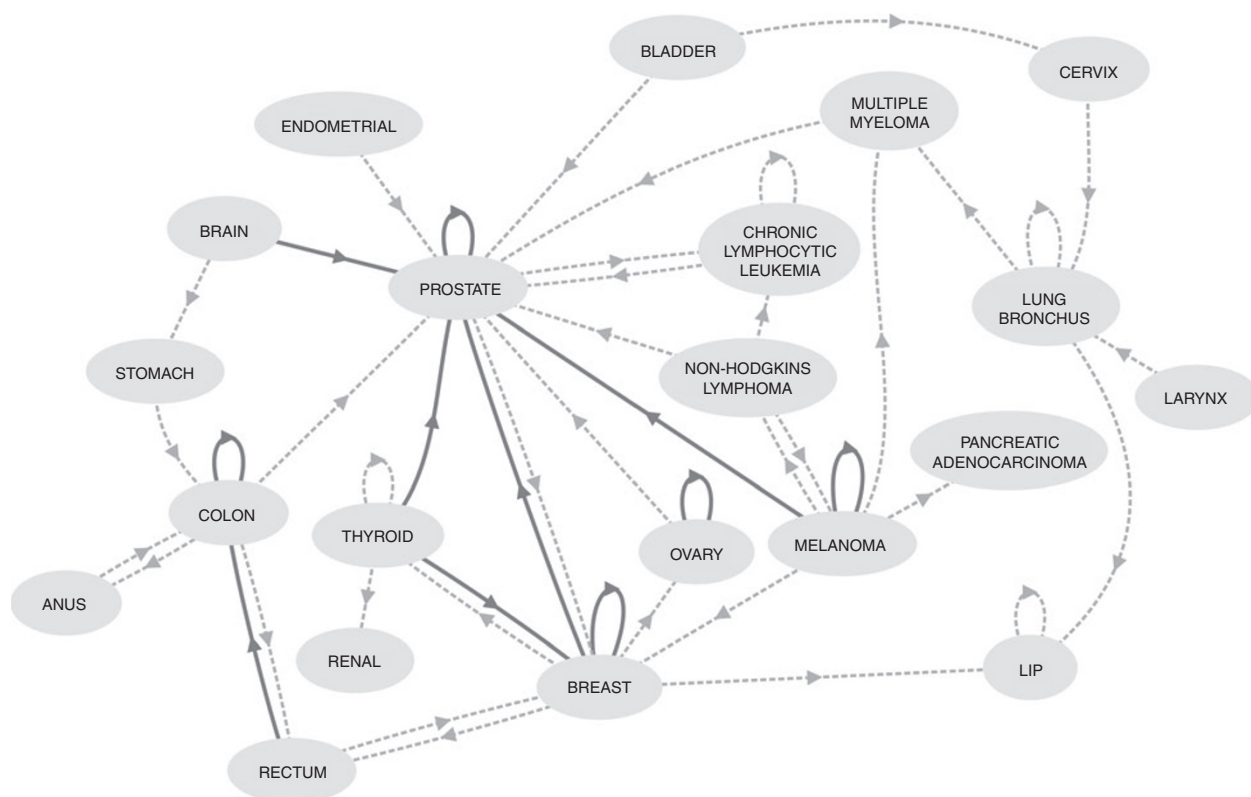 BLADDER
CERVIX
MULTIPLE
MYELOMA
ENDOMETRIAL
BRAIN
CHRONIC
LYMPHOCYTIC
LEUKEMIA
PROSTATE
LUNG
BRONCHUS
STOMACH
NON-HODGKINS
LYMPHOMA
LARYNX
PANCREATIC
ADENOCARCINOMA
COLON
THYROID
OVARY
MELANOMA
ANUS
RENAL
BREAST
LIP
RECTUM